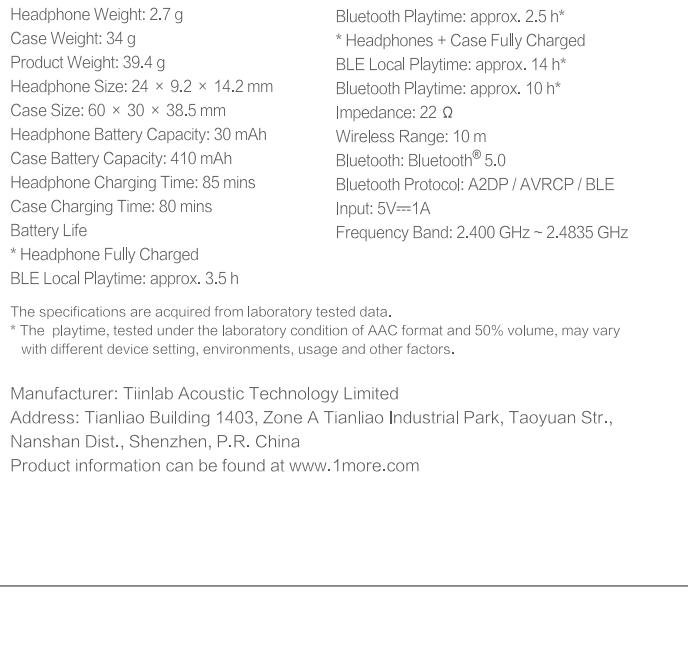 Headphone Weight: 2.7 g
Case Weight: 34 g
Product Weight: 39.4 g
Headphone Size: 24 × 9.2 × 14.2 mm
Case Size: 60 × 30 × 38.5 mm
Headphone Battery Capacity: 30 mAh
Case Battery Capacity: 410 mAh
Headphone Charging Time: 85 mins
Case Charging Time: 80 mins
Battery Life
* Headphone Fully Charged
BLE Local Playtime: approx. 3.5 h
Bluetooth Playtime: approx. 2.5 h*
* Headphones + Case Fully Charged
BLE Local Playtime: approx. 14 h*
Bluetooth Playtime: approx. 10 h*
Impedance: 22 Ω
Wireless Range: 10 m
Bluetooth: Bluetooth® 5.0
Bluetooth Protocol: A2DP / AVRCP / BLE
Input: 5V⎓1A
Frequency Band: 2.400 GHz ~ 2.4835 GHz
The specifications are acquired from laboratory tested data.
* The playtime, tested under the laboratory condition of AAC format and 50% volume, may vary
with different device setting, environments, usage and other factors.
Manufacturer: Tiinlab Acoustic Technology Limited
Address: Tianliao Building 1403, Zone A Tianliao Industrial Park, Taoyuan Str.,
Nanshan Dist., Shenzhen, P.R. China
Product information can be found at www.1more.com